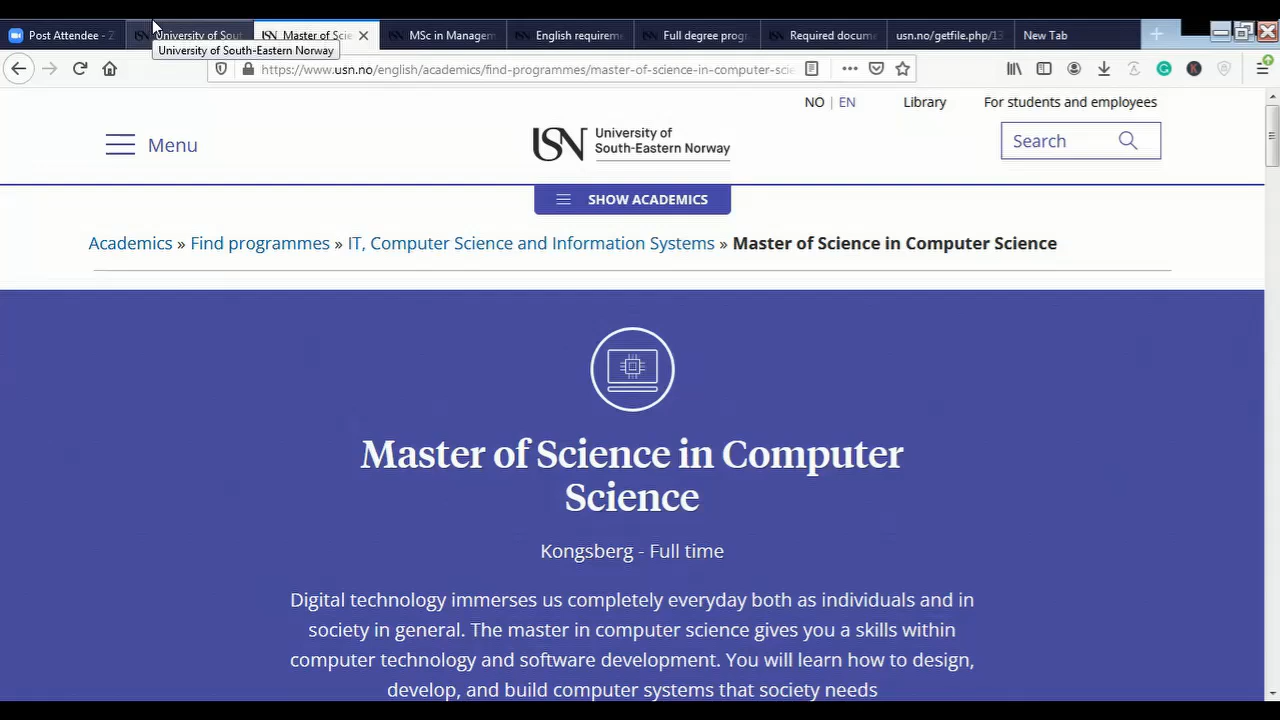 Post Attendee - Z
University of Sout
Master of Scie
MSc in Managem
English requireme
Full degree progr
Required docume
usn.no/getfile.php/13
New Tab
University of South-Eastern Norway
https://www.usn.no/english/academics/find-programmes/master-of-science-in-computer-scie
NO | EN
Library
For students and employees
Menu
USN University of
South-Eastern Norway
Search
SHOW ACADEMICS
Academics » Find programmes » IT, Computer Science and Information Systems » Master of Science in Computer Science
Master of Science in Computer
Science
Kongsberg - Full time
Digital technology immerses us completely everyday both as individuals and in
society in general. The master in computer science gives you a skills within
computer technology and software development. You will learn how to design,
develop, and build computer systems that society needs